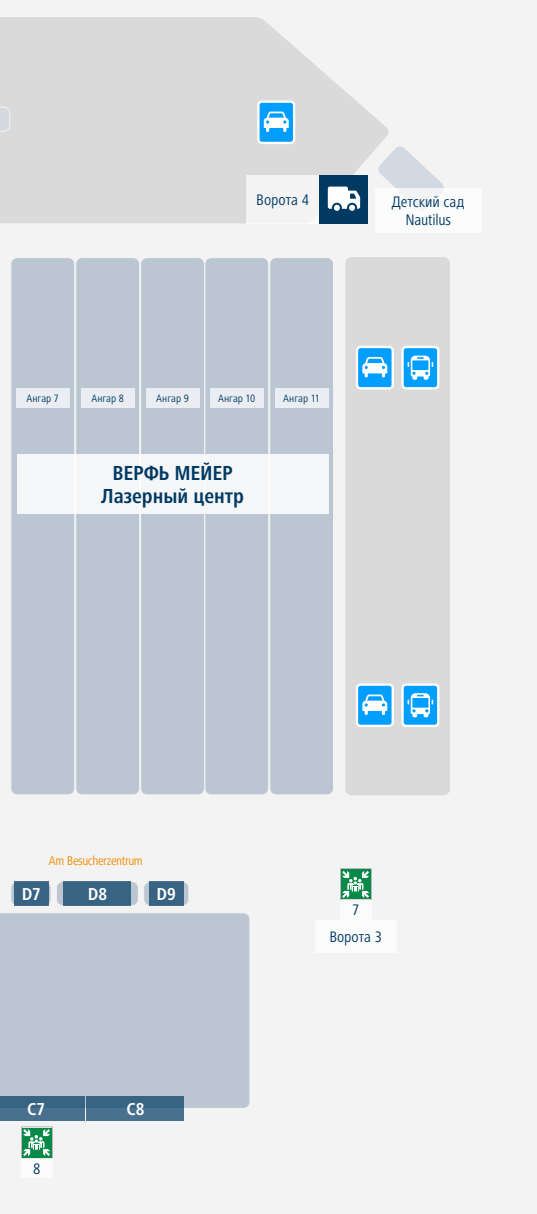 Ворота 4
Детский сад
Nautilus
Ангар 7
Ангар 8
Ангар 9
Ангар 10
Ангар 11
ВЕРФЬ МЕЙЕР
Лазерный центр
Am Besucherzentrum
D7
D8
D9
7
Ворота 3
C7
C8
8